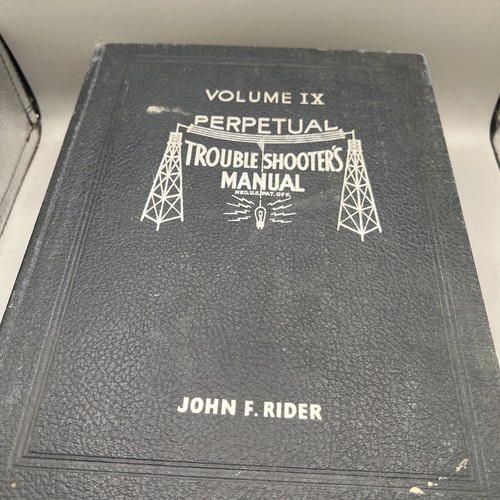 VOLUME IX
PERPETUAL
TROUBLE SHOOTER'S
MANUAL
REG. U.S. PAT. OFF.
JOHN F. RIDER